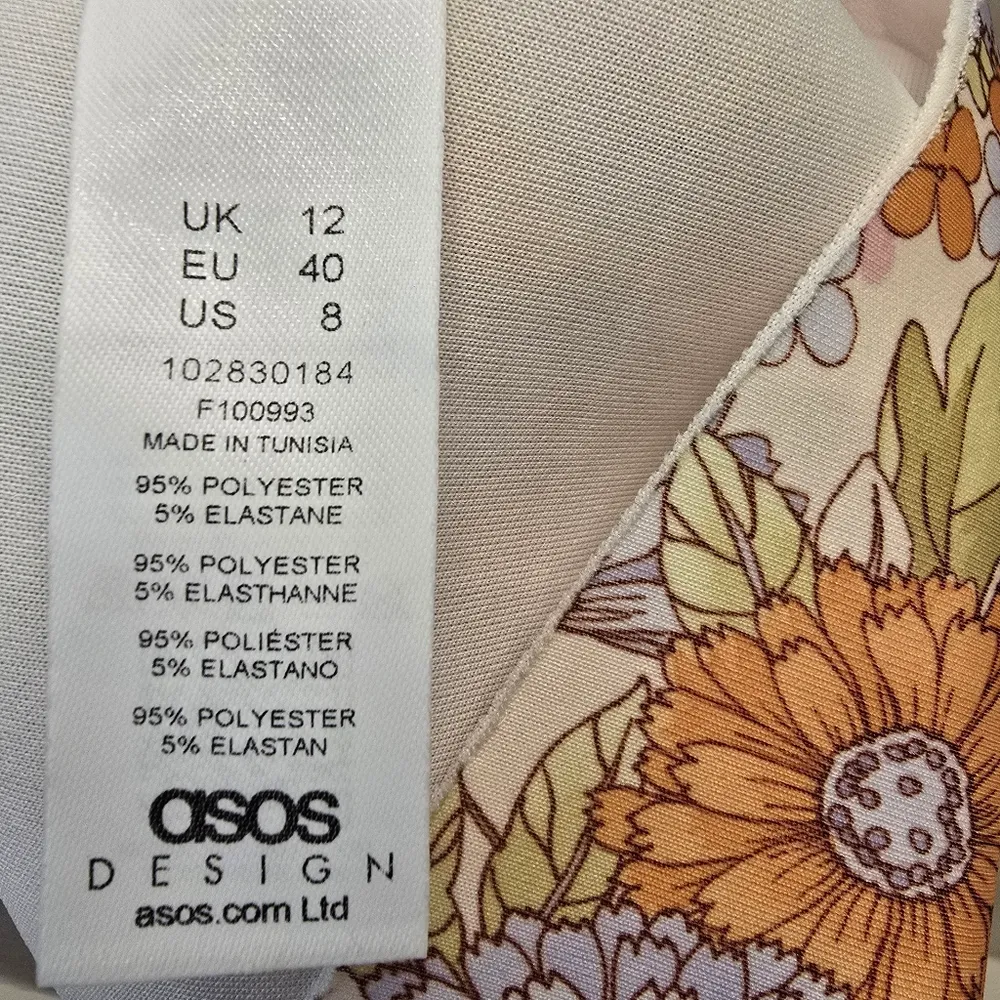 UK 12
EU 40
US 8
102830184
F100993
MADE IN TUNISIA
95% POLYESTER
5% ELASTANE
95% POLYESTER
5% ELASTHANNE
95% POLIÉSTER
5% ELASTANO
95% POLYESTER
5% ELASTAN
asos
DESIGN
asos.com Ltd